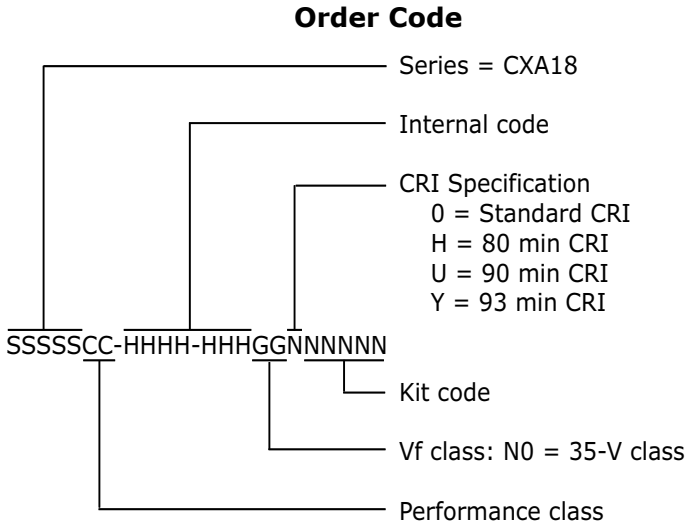 Order Code
Series = CXA18
Internal code
CRI Specification
0 = Standard CRI
H = 80 min CRI
U = 90 min CRI
Y = 93 min CRI
SSSSSCC-HHHH-HHHGGNNNNNN
Kit code
Vf class: N0 = 35-V class
Performance class